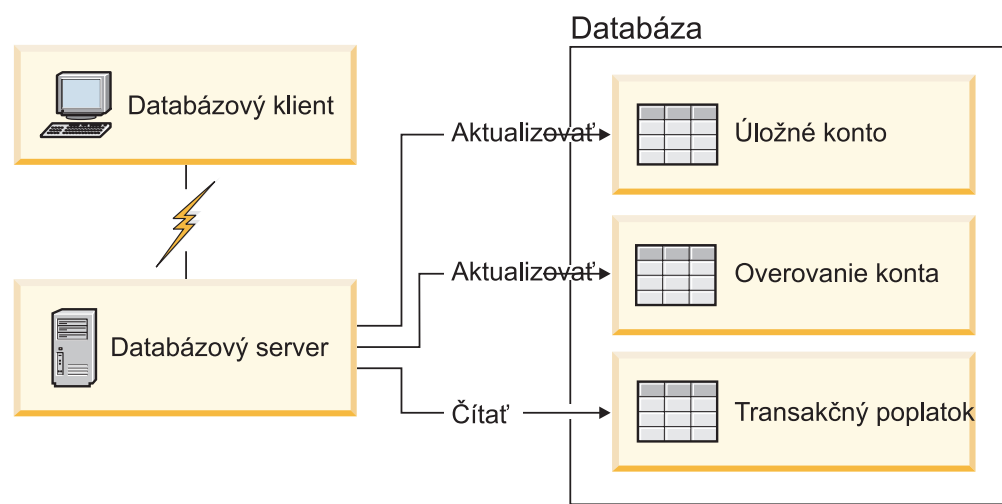 Databáza
Databázový klient
Aktualizovať
Úložné konto
Aktualizovať
Overovanie konta
Databázový server
Čítať
Transakčný poplatok